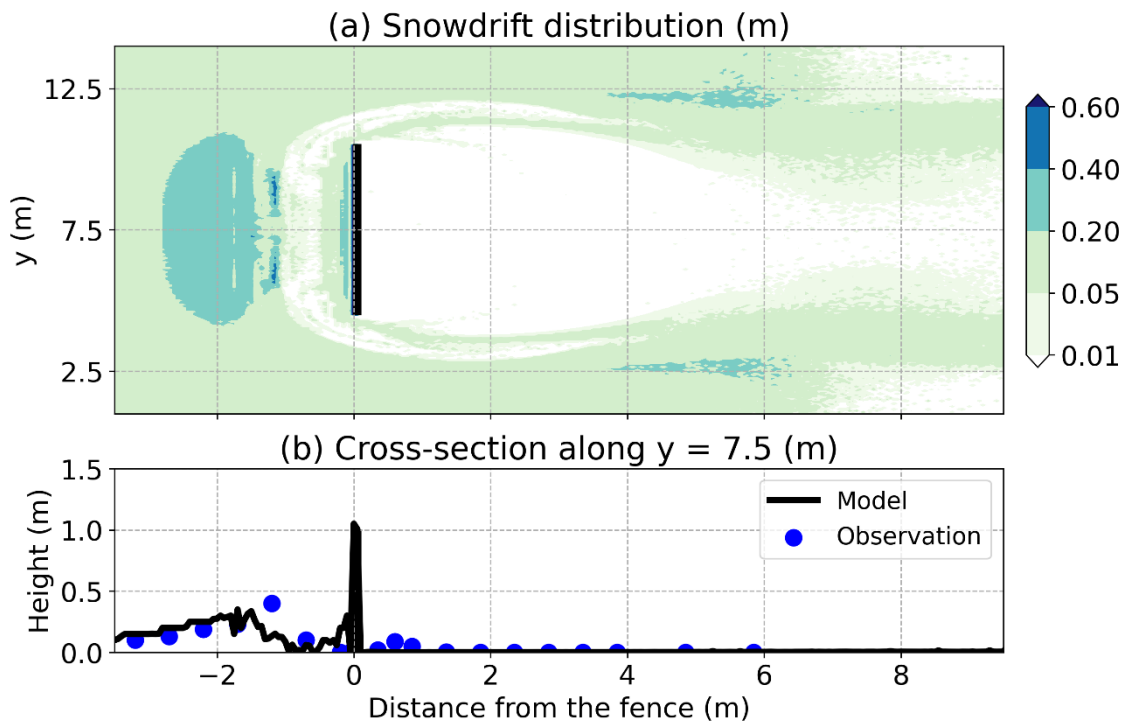 (a) Snowdrift distribution (m)
12.5
7.5
2.5
y (m)
0.60
0.40
0.20
0.05
0.01
(b) Cross-section along y = 7.5 (m)
1.5
1.0
0.5
0.0
Height (m)
Model
Observation
−2 0 2 4 6 8
Distance from the fence (m)